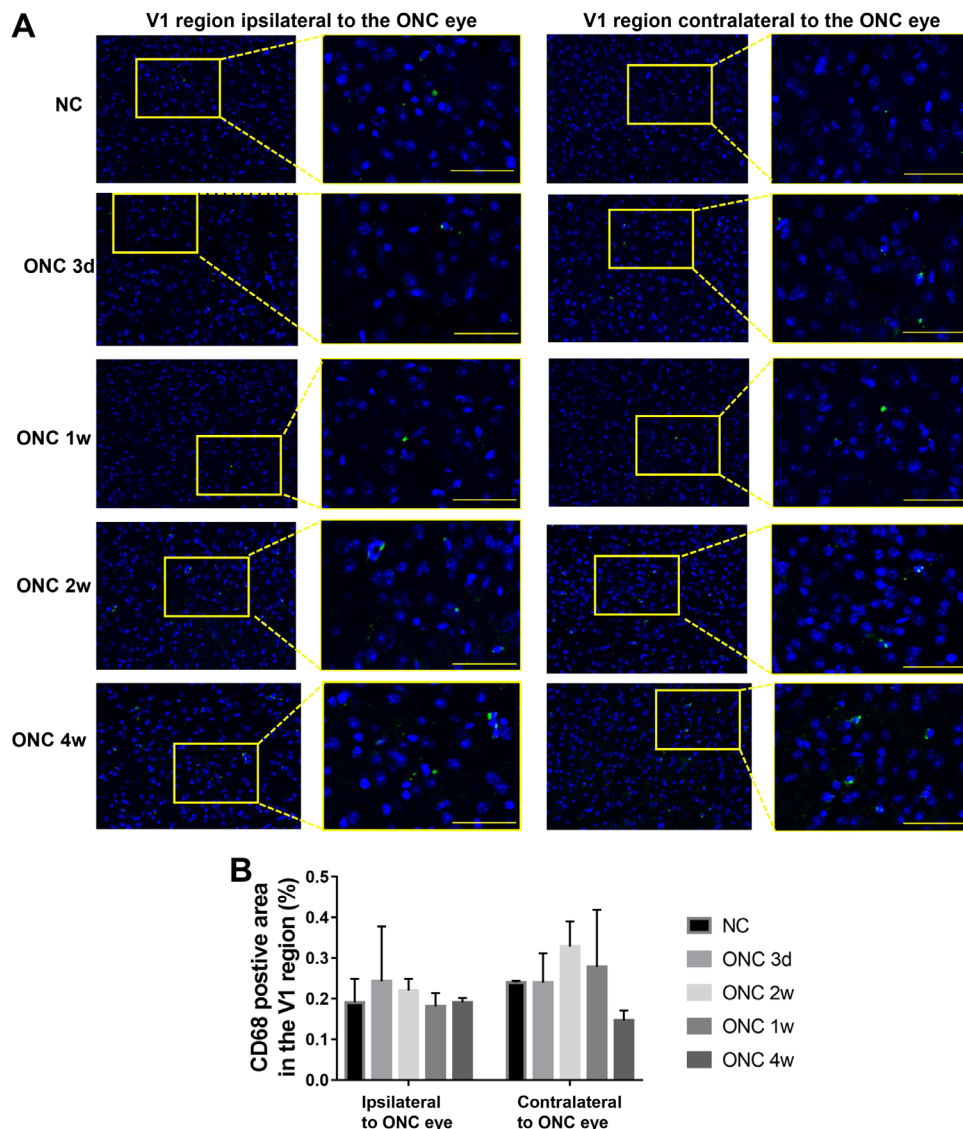 A
V1 region ipsilateral to the ONC eye
V1 region contralateral to the ONC eye
NC
ONC 3d
ONC 1w
ONC 2w
ONC 4w
B
CD68 postive area
in the V1 region (%)
0.5
0.4
0.3
0.2
0.1
0.0
Ipsilateral
to ONC eye
Contralateral
to ONC eye
NC
ONC 3d
ONC 2w
ONC 1w
ONC 4w